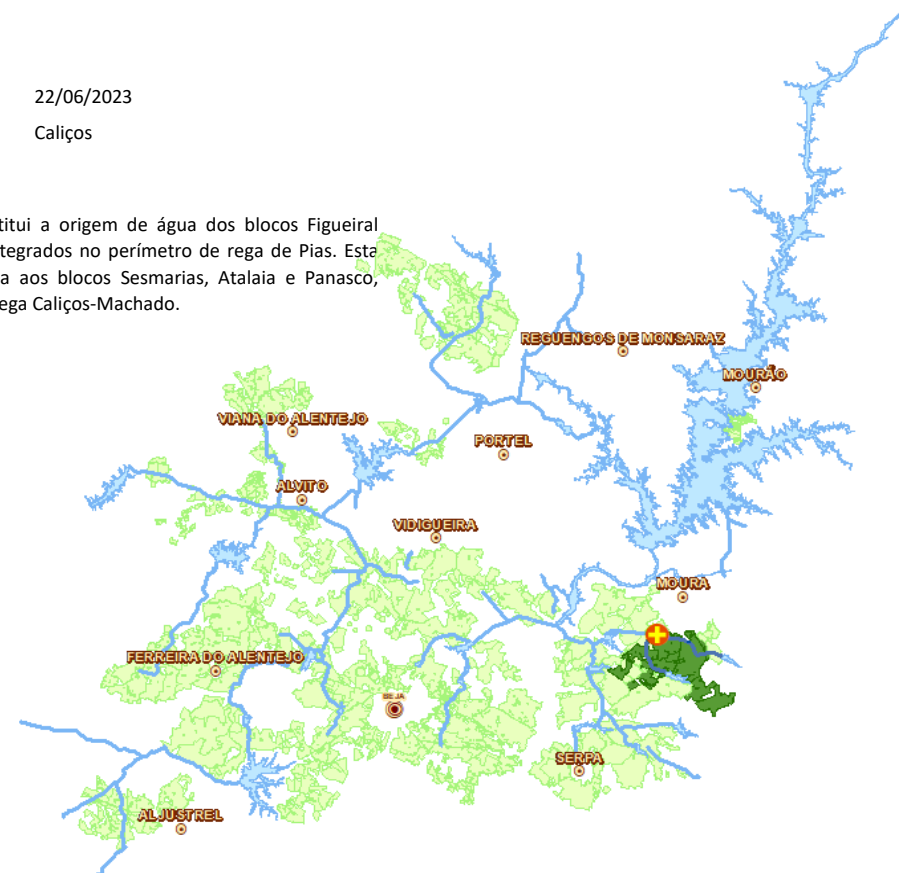 22/06/2023
Caliços
titui a origem de água dos blocos Figueiral
tegrados no perímetro de rega de Pias. Esta
a aos blocos Sesmarias, Atalaia e Panasco,
ega Caliços-Machado.
REGUENGOS DE MONSARAZ
MOURÃO
VIANA DO ALENTEJO
PORTEL
ALVITO
VIDIGUEIRA
MOURA
FERREIRA DO ALENTEJO
BEJA
SERPA
ALJUSTREL